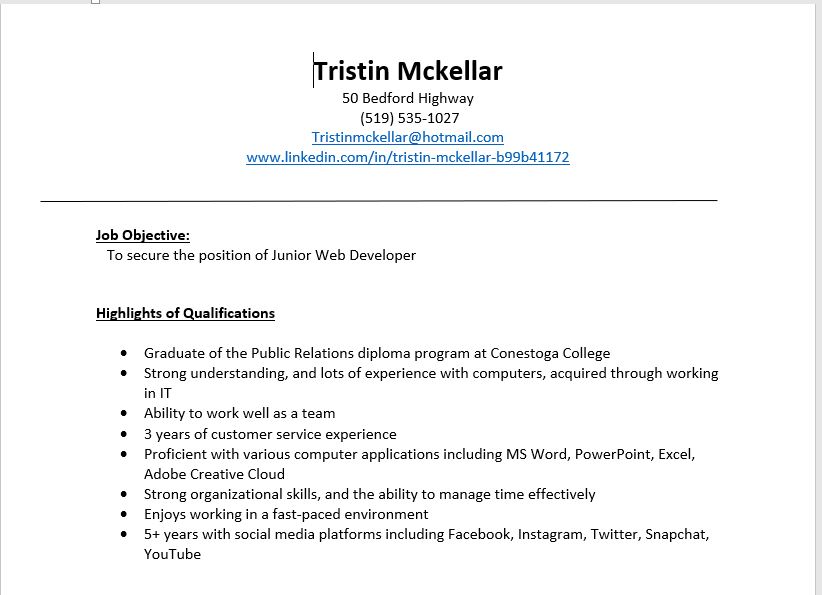 Tristin Mckellar
50 Bedford Highway
(519) 535-1027
Tristinmckellar@hotmail.com
www.linkedin.com/in/tristin-mckellar-b99b41172
Job Objective:
To secure the position of Junior Web Developer
Highlights of Qualifications
• Graduate of the Public Relations diploma program at Conestoga College
• Strong understanding, and lots of experience with computers, acquired through working
in IT
• Ability to work well as a team
• 3 years of customer service experience
• Proficient with various computer applications including MS Word, PowerPoint, Excel,
Adobe Creative Cloud
• Strong organizational skills, and the ability to manage time effectively
• Enjoys working in a fast-paced environment
• 5+ years with social media platforms including Facebook, Instagram, Twitter, Snapchat,
YouTube